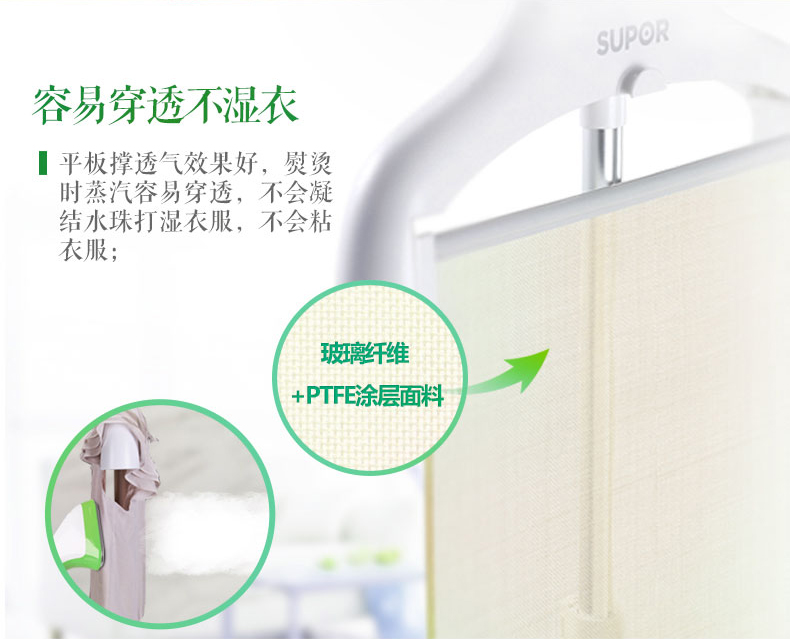 SUPOR
容易穿透不湿衣
平板撑透气效果好，熨烫
时蒸汽容易穿透，不会凝
结水珠打湿衣服，不会粘
衣服；
玻璃纤维
+PTFE涂层面料